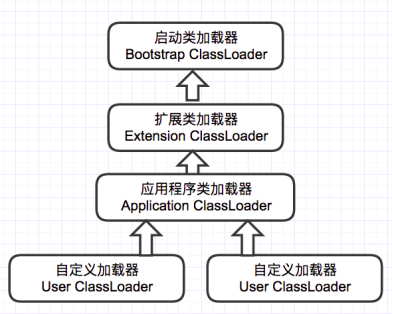 启动类加载器
Bootstrap ClassLoader
扩展类加载器
Extension ClassLoader
应用程序类加载器
Application ClassLoader
自定义加载器
User ClassLoader
自定义加载器
User ClassLoader